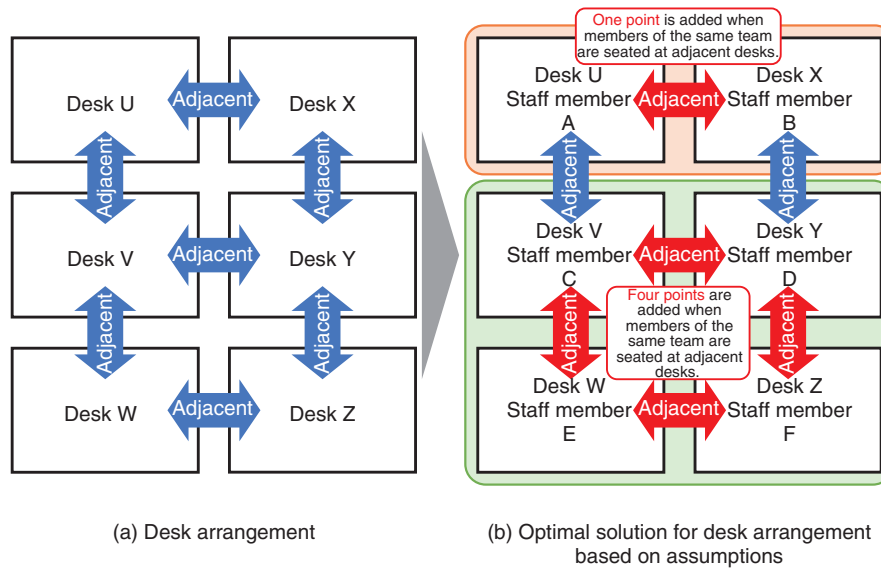 Desk U
Adjacent
Desk X
Adjacent
Adjacent
Desk V
Adjacent
Desk Y
Adjacent
Adjacent
Desk W
Adjacent
Desk Z
(a) Desk arrangement
One point is added when
members of the same team
are seated at adjacent desks.
Desk U
Staff member
A
Adjacent
Desk X
Staff member
B
Adjacent
Adjacent
Desk V
Staff member
C
Adjacent
Desk Y
Staff member
D
Four points are
added when
members of the
same team are
seated at adjacent
desks.
Adjacent
Adjacent
Desk W
Staff member
E
Adjacent
Desk Z
Staff member
F
(b) Optimal solution for desk arrangement
based on assumptions